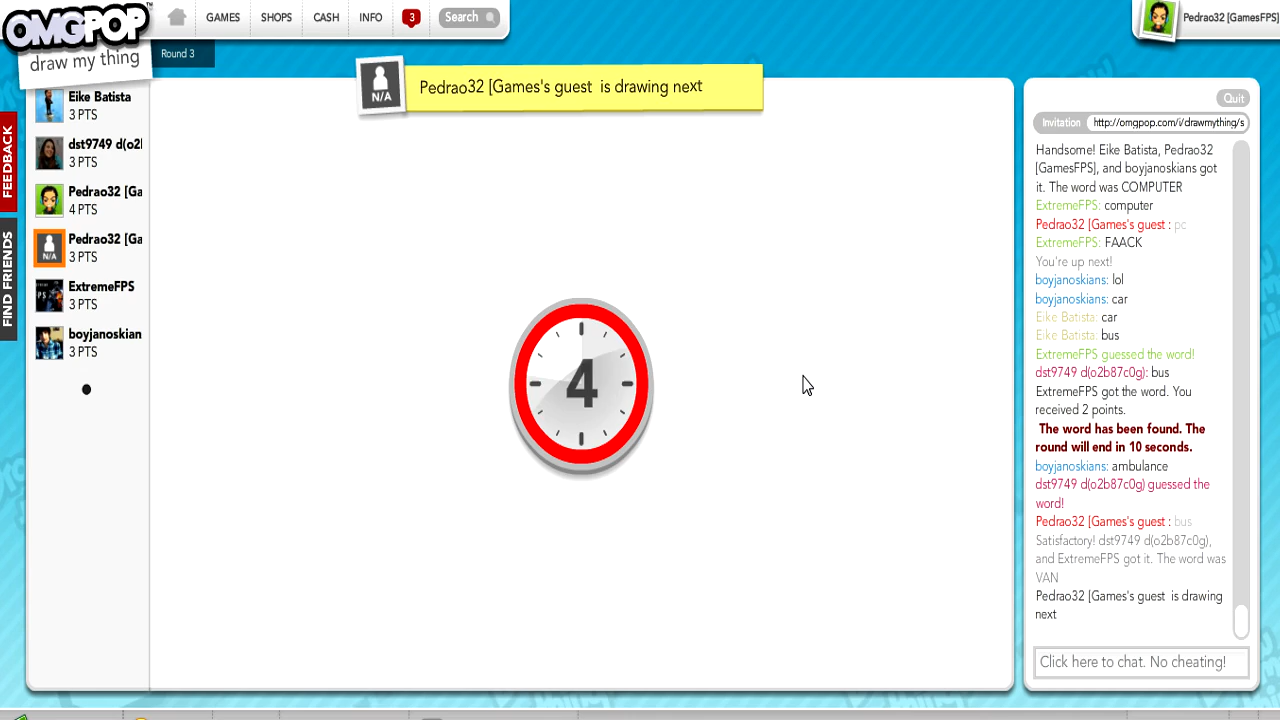 OMGPOP
TM
draw my thing
GAMES
SHOPS
CASH
INFO
3
Search
Pedrao32 [GamesFPS]
Round 3
N/A
Pedrao32 [Games's guest is drawing next
FEEDBACK
FIND FRIENDS
Eike Batista
3 PTS
dst9749 d(o2l
3 PTS
Pedrao32 [Ga
4 PTS
N/A
Pedrao32 [Ga
3 PTS
ExtremeFPS
3 PTS
boyjanoskian
3 PTS
4
Quit
Invitation
http://omgpop.com/i/drawmything/s
Handsome! Eike Batista, Pedrao32
[GamesFPS], and boyjanoskians got
it. The word was COMPUTER
ExtremeFPS: computer
Pedrao32 [Games's guest : pc
ExtremeFPS: FAACK
You're up next!
boyjanoskians: lol
boyjanoskians: car
Eike Batista: car
Eike Batista: bus
ExtremeFPS guessed the word!
dst9749 d(o2b87c0g): bus
ExtremeFPS got the word. You
received 2 points.
The word has been found. The
round will end in 10 seconds.
boyjanoskians: ambulance
dst9749 d(o2b87c0g) guessed the
word!
Pedrao32 [Games's guest : bus
Satisfactory! dst9749 d(o2b87c0g),
and ExtremeFPS got it. The word was
VAN
Pedrao32 [Games's guest is drawing
next
Click here to chat. No cheating!